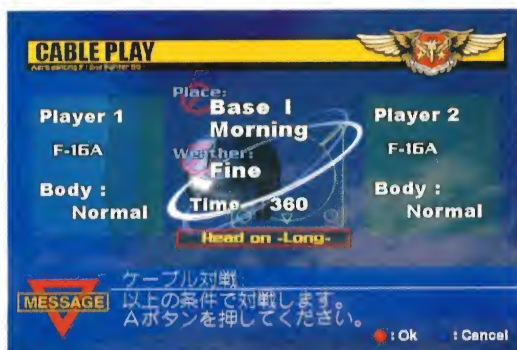 CABLE PLAY
Place:
Base I
Morning
Weather:
Fine
Time 360
Head on -Long-
Player 1
F-16A
Body :
Normal
Player 2
F-16A
Body :
Normal
MESSAGE
ケーブル対戦
以上の条件で対戦します。
Aボタンを押してください。
: Ok
: Cancel